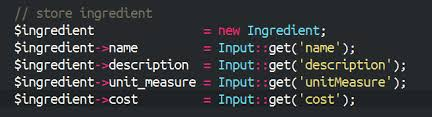 // store ingredient
$ingredient = new Ingredient;
$ingredient->name = Input::get('name');
$ingredient->description = Input::get('description');
$ingredient->unit_measure = Input::get('unitMeasure');
$ingredient->cost = Input::get('cost');